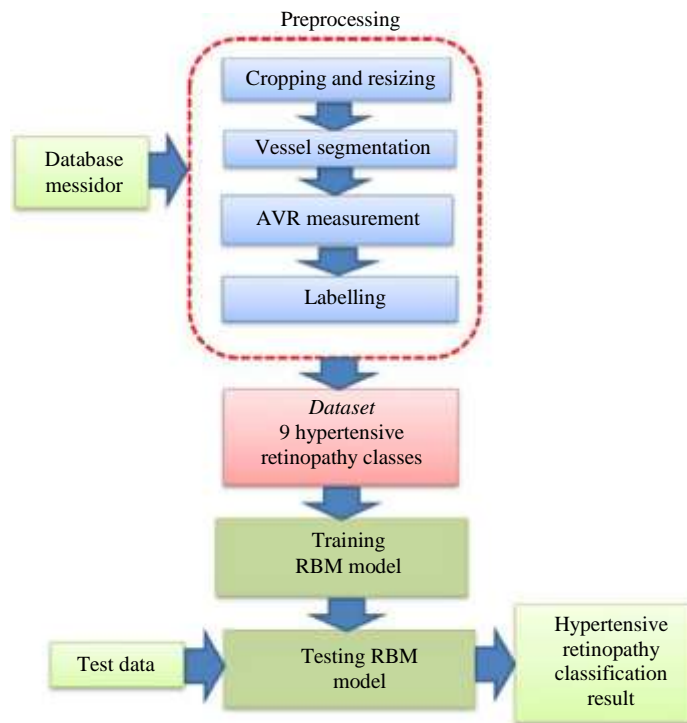 Preprocessing
Cropping and resizing
Vessel segmentation
Database
messidor
AVR measurement
Labelling
Dataset
9 hypertensive
retinopathy classes
Training
RBM model
Test data
Testing RBM
model
Hypertensive
retinopathy
classification
result